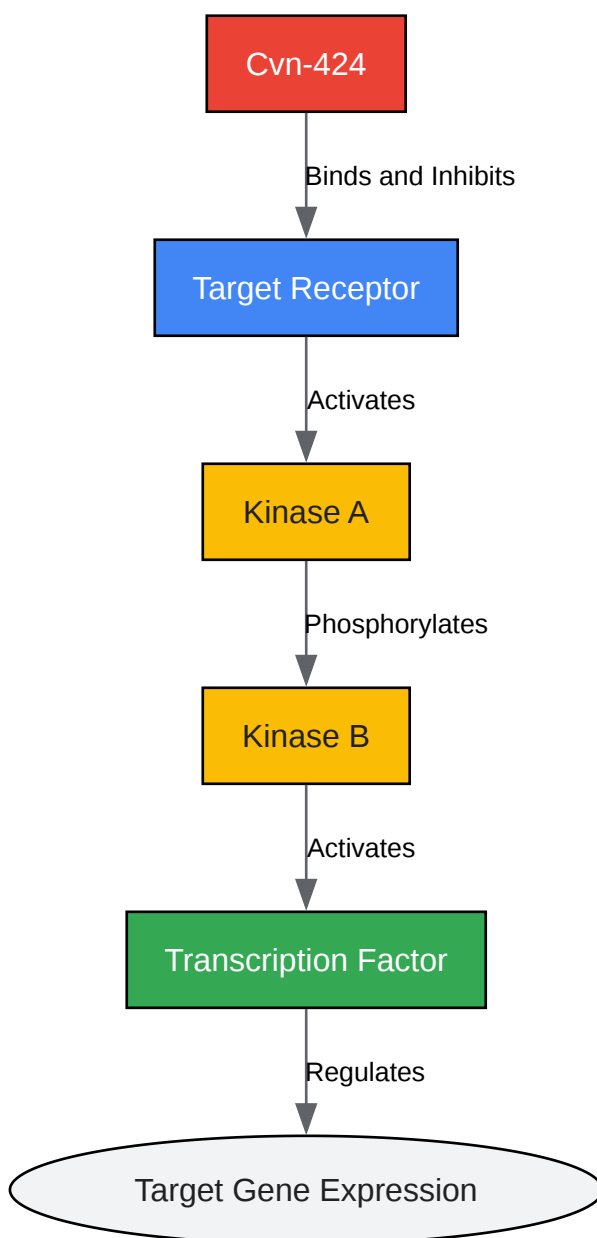 Cvn-424
Binds and Inhibits
Target Receptor
Activates
Kinase A
Phosphorylates
Kinase B
Activates
Transcription Factor
Regulates
Target Gene Expression